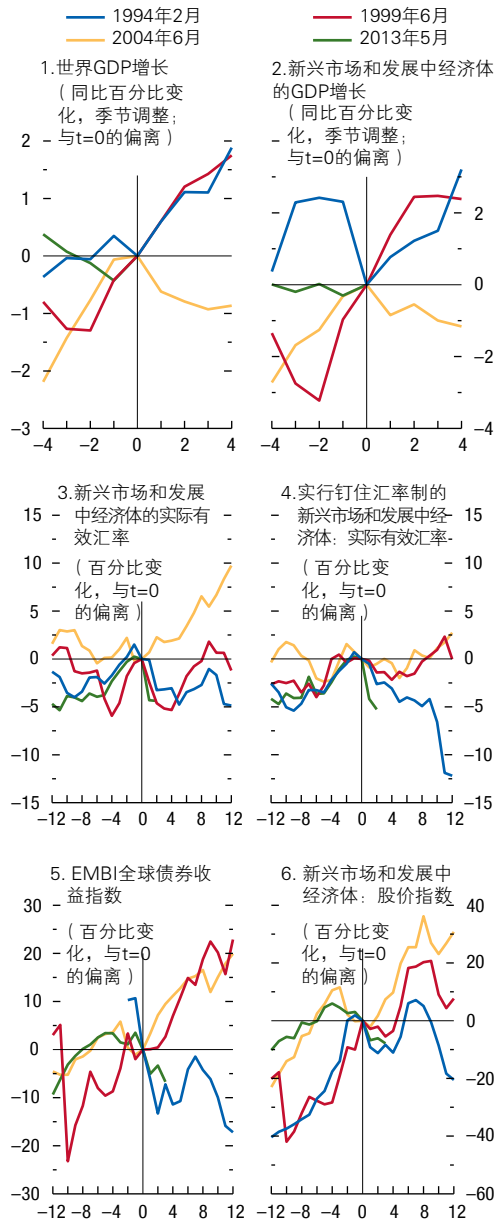 1994年2月 1999年6月
2004年6月 2013年5月
1.世界GDP增长
(同比百分比变
化，季节调整；
与t=0的偏离)
2
1
0
−1
−2
−3
−4 −2 0 2 4
2.新兴市场和发展中经济体
的GDP增长
(同比百分比变
化，季节调整；
与t=0的偏离)
2
0
−2
−4
−4 −2 0 2 4
3.新兴市场和发展
中经济体的实际有
效汇率
(百分比变
化，与t=0
的偏离)
15
10
5
0
−5
−10
−15
−12 −8 −4 0 4 8 12
4.实行钉住汇率制的
新兴市场和发展中经
济体：实际有效汇率
(百分比变
化，与t=0
的偏离)
15
10
5
0
−5
−10
−15
−12 −8 −4 0 4 8 12
5. EMBI全球债券收
益指数
(百分比变
化，与t=0
的偏离)
30
20
10
0
−10
−20
−30
−12 −8 −4 0 4 8 12
6. 新兴市场和发展中
经济体：股价指数
(百分比变
化，与t=0
的偏离)
40
20
0
−20
−40
−60
−12 −8 −4 0 4 8 12